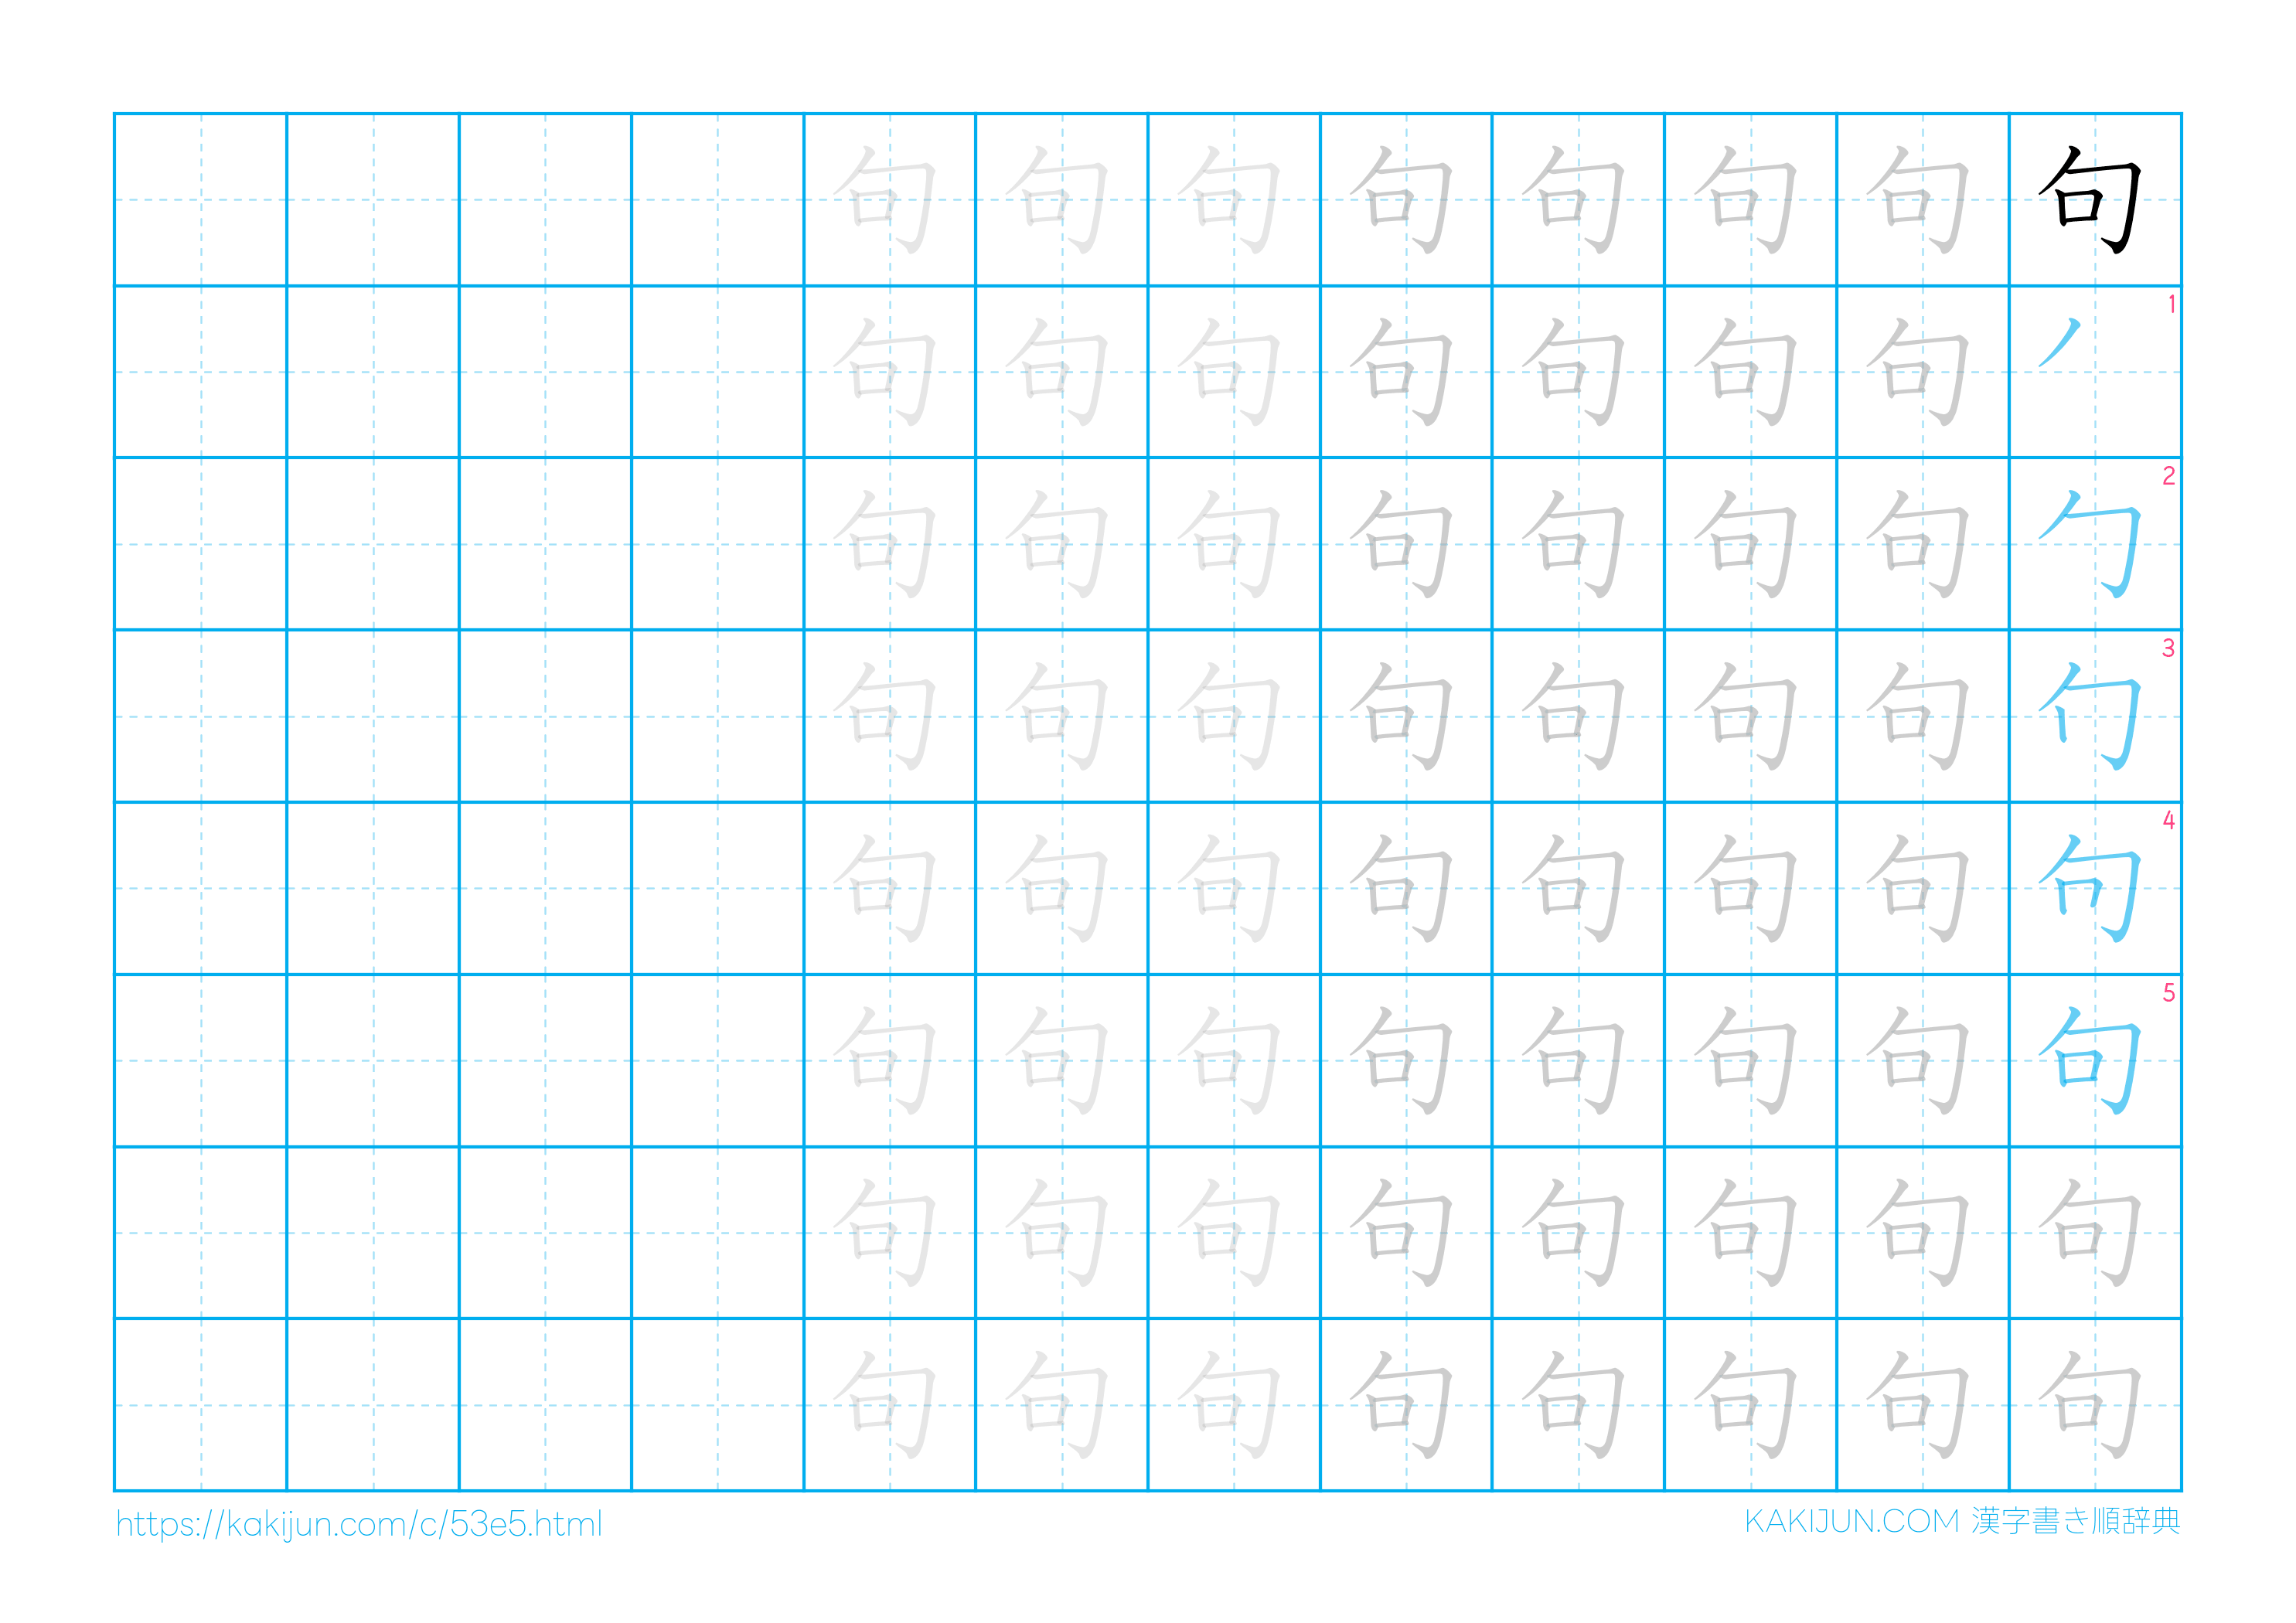 句 句 句 句 句 句 句 句
句 句 句 句 句 句 句 1
句 句 句 句 句 句 句 2
句 句 句 句 句 句 句 3
句 句 句 句 句 句 句 4
句 句 句 句 句 句 句 句 5
句 句 句 句 句 句 句 句
句 句 句 句 句 句 句 句
https://kakijun.com/c/53e5.html
KAKIJUN.COM 漢字書き順辞典